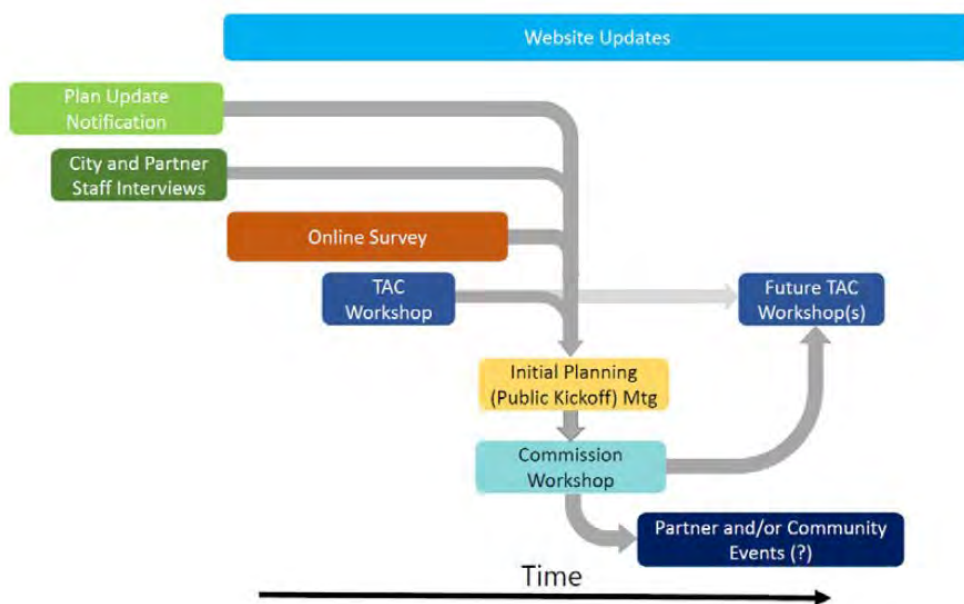 Website Updates
Plan Update
Notification
City and Partner
Staff Interviews
Online Survey
TAC
Workshop
Future TAC
Workshop(s)
Initial Planning
(Public Kickoff) Mtg
Commission
Workshop
Partner and/or Community
Events (?)
Time